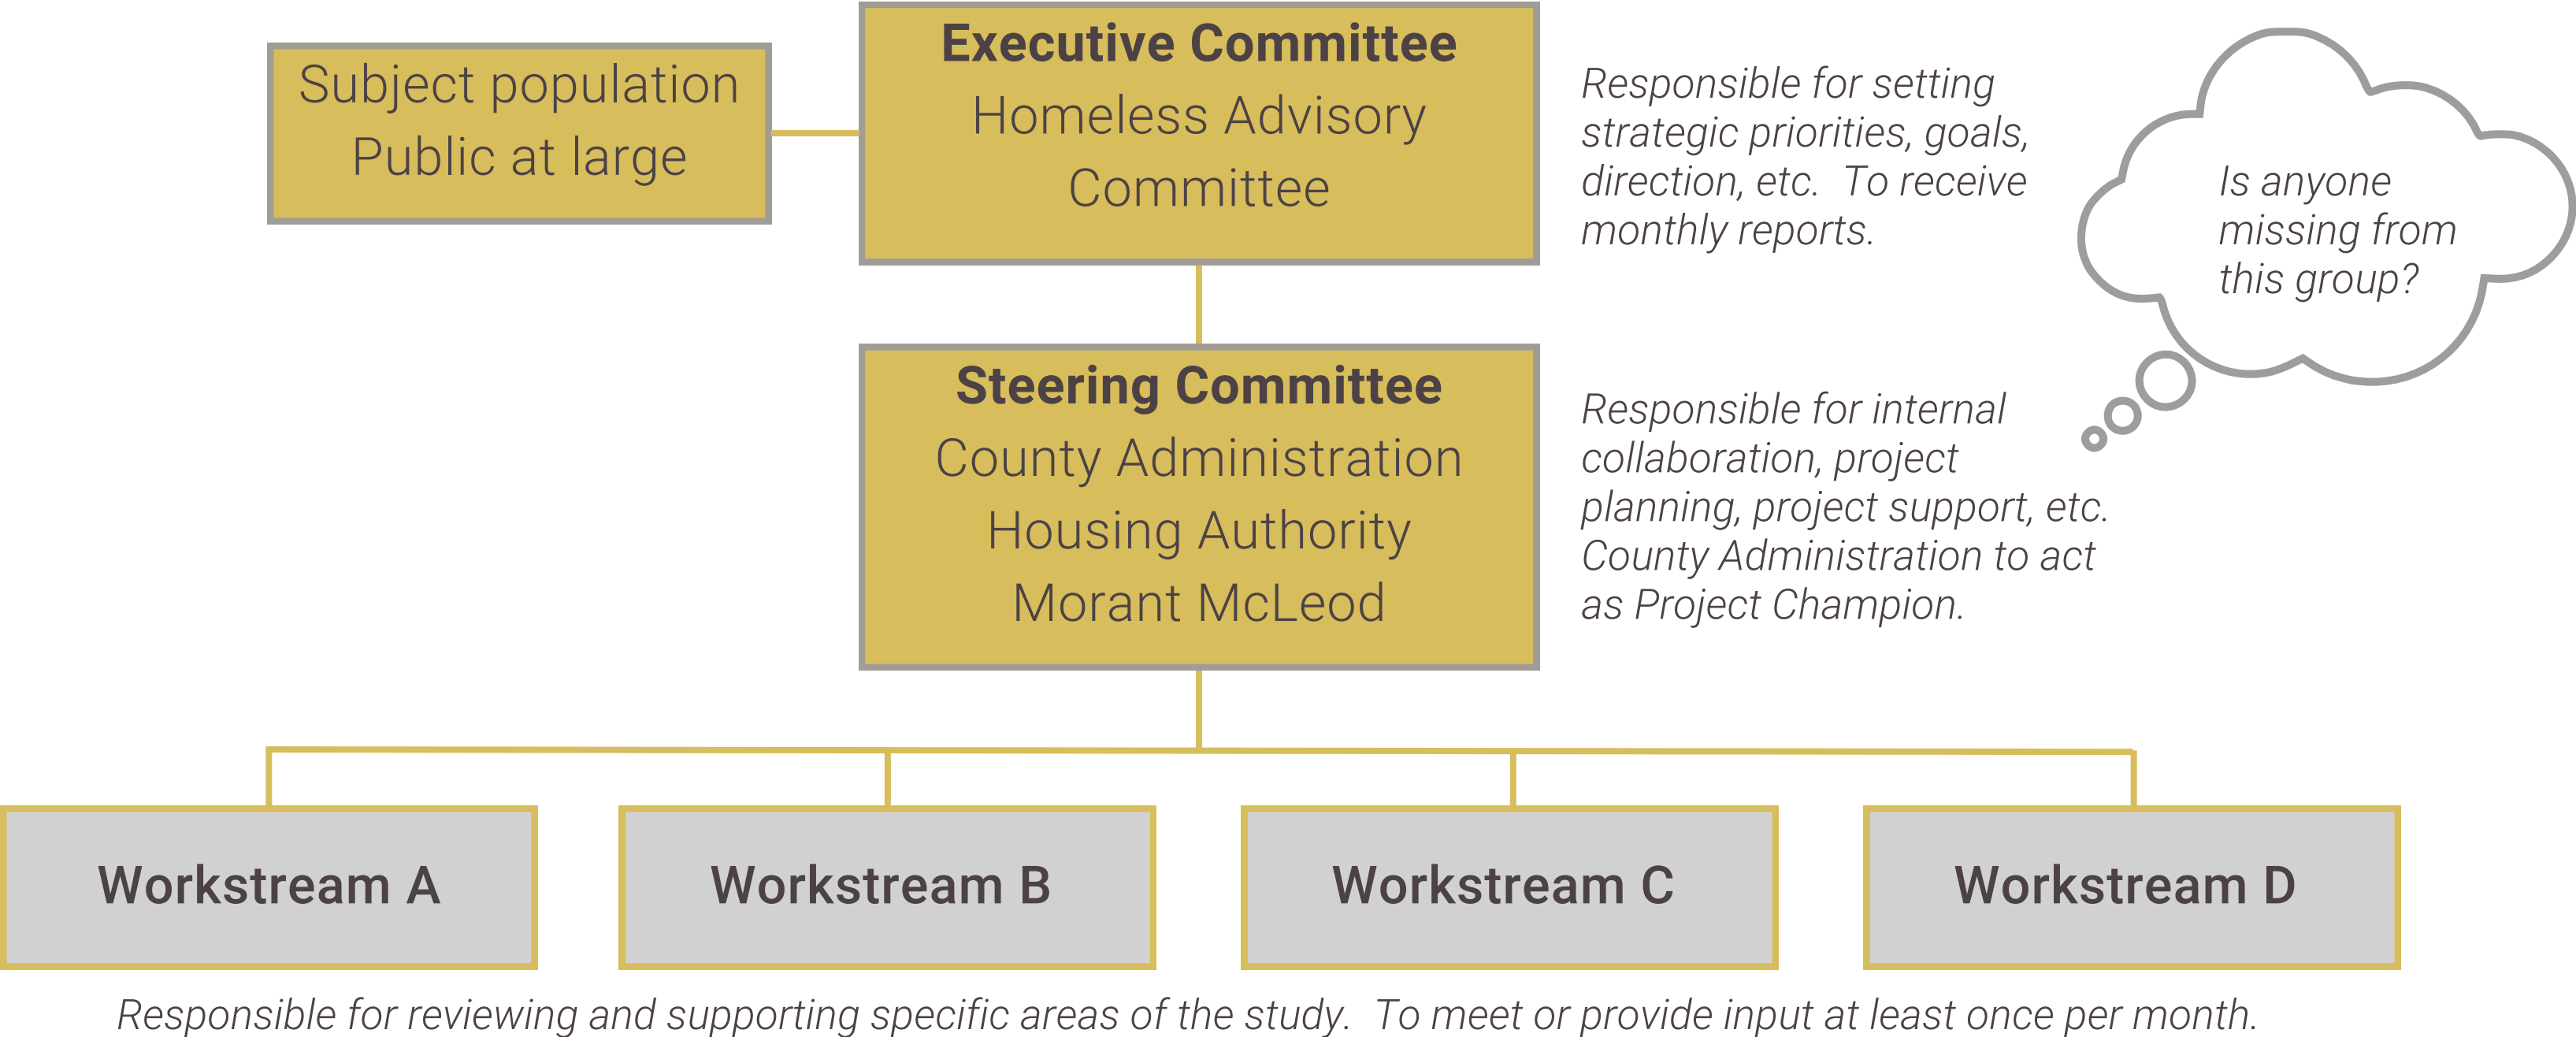 Subject population
Public at large
Executive Committee
Homeless Advisory
Committee
Responsible for setting
strategic priorities, goals,
direction, etc.  To receive
monthly reports.
Is anyone
missing from
this group?
Steering Committee
County Administration
Housing Authority
Morant McLeod
Responsible for internal
collaboration, project
planning, project support, etc.
County Administration to act
as Project Champion.
Workstream A
Workstream B
Workstream C
Workstream D
Responsible for reviewing and supporting specific areas of the study.  To meet or provide input at least once per month.